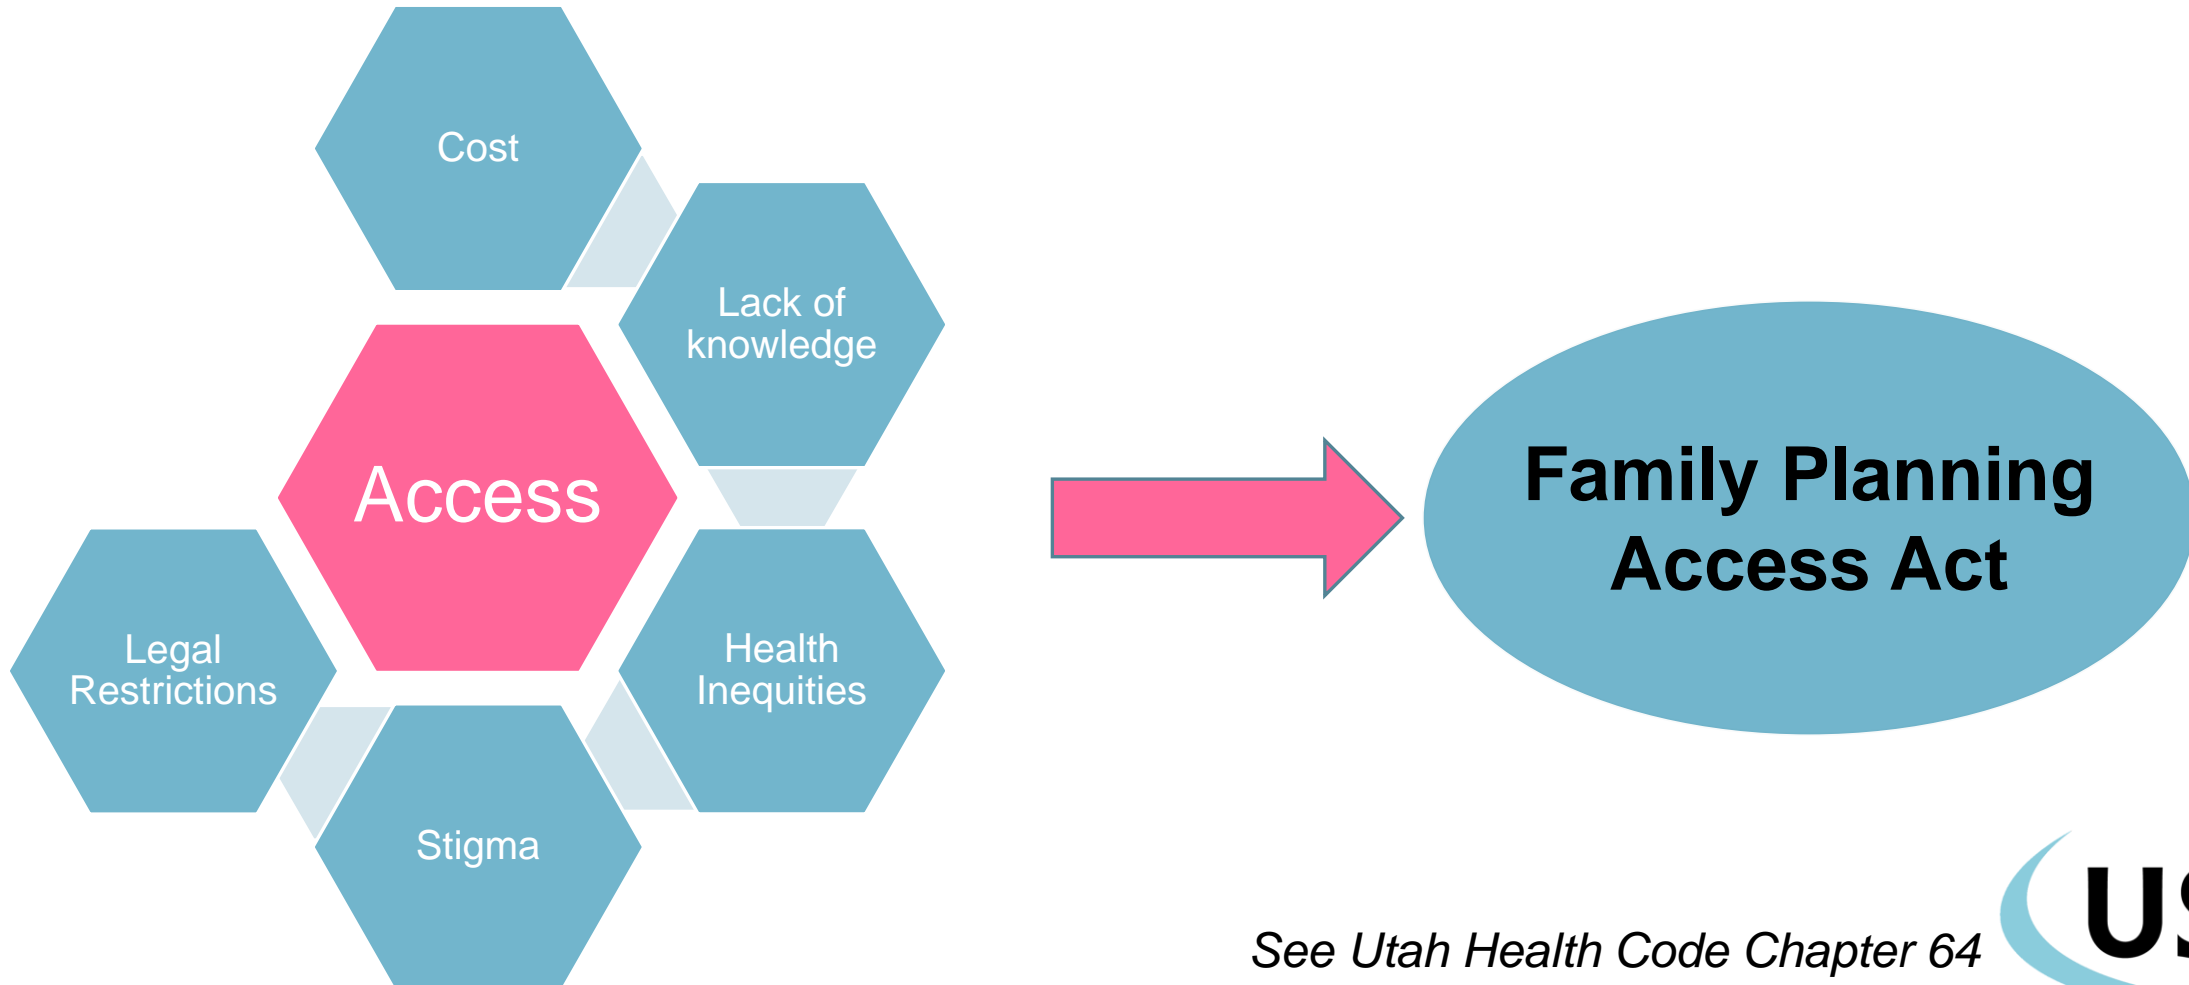 Cost
Lack of
knowledge
Access
Health
Inequities
Legal
Restrictions
Stigma
Family Planning
Access Act
See Utah Health Code Chapter 64